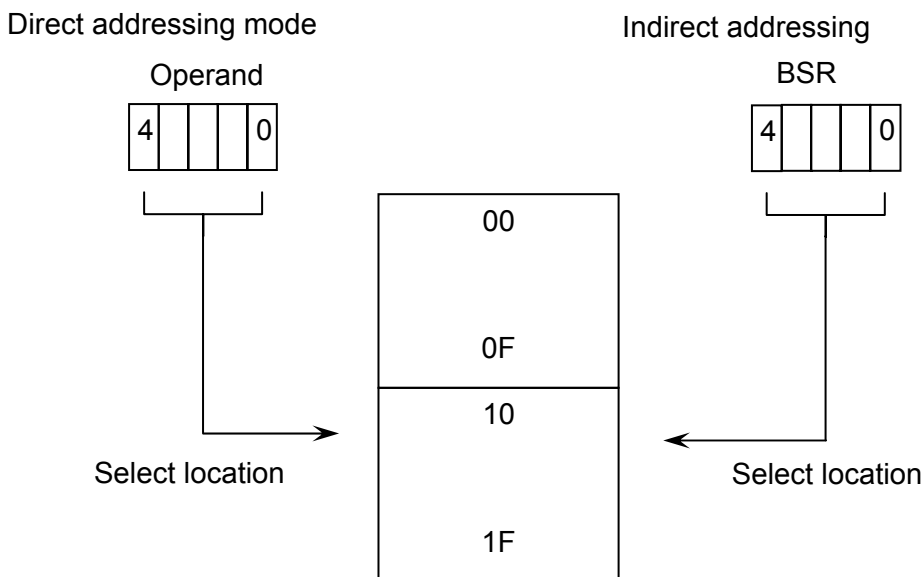 Direct addressing mode
Operand
4 0
Indirect addressing
BSR
4 0
00
0F
10
1F
Select location
Select location